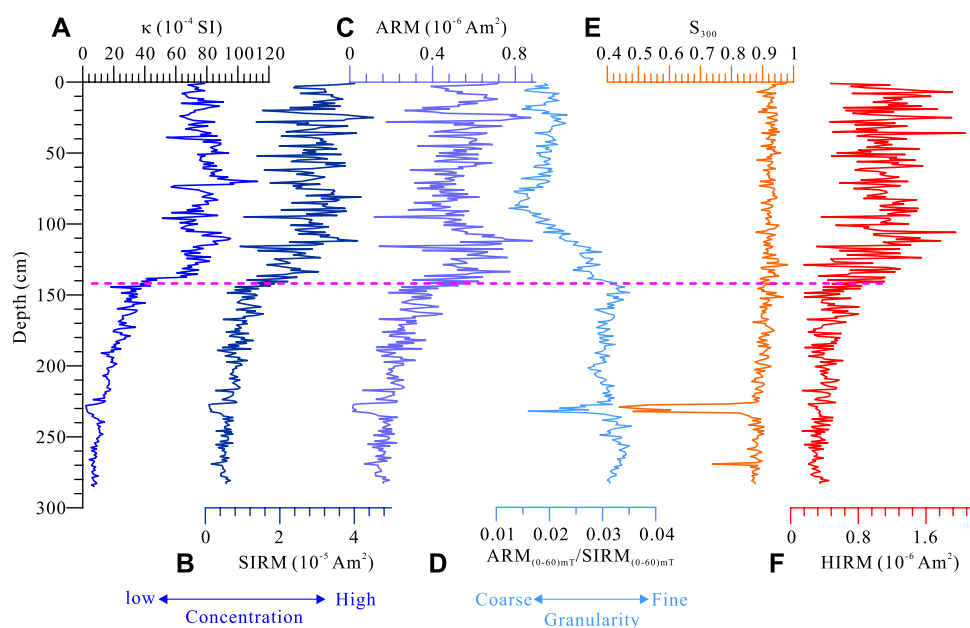 A κ (10-4 SI) C ARM (10-6 Am2) E S300
0 20 40 60 80 100 120 0 0.4 0.8 0.4 0.5 0.6 0.7 0.8 0.9 1
0
50
100
150
200
250
300
Depth (cm)
0 2 4 0.01 0.02 0.03 0.04 0 0.8 1.6
B SIRM (10-5 Am2) D ARM(0-60)mT/SIRM(0-60)mT F HIRM (10-6 Am2)
low High Coarse Fine
Concentration Granularity